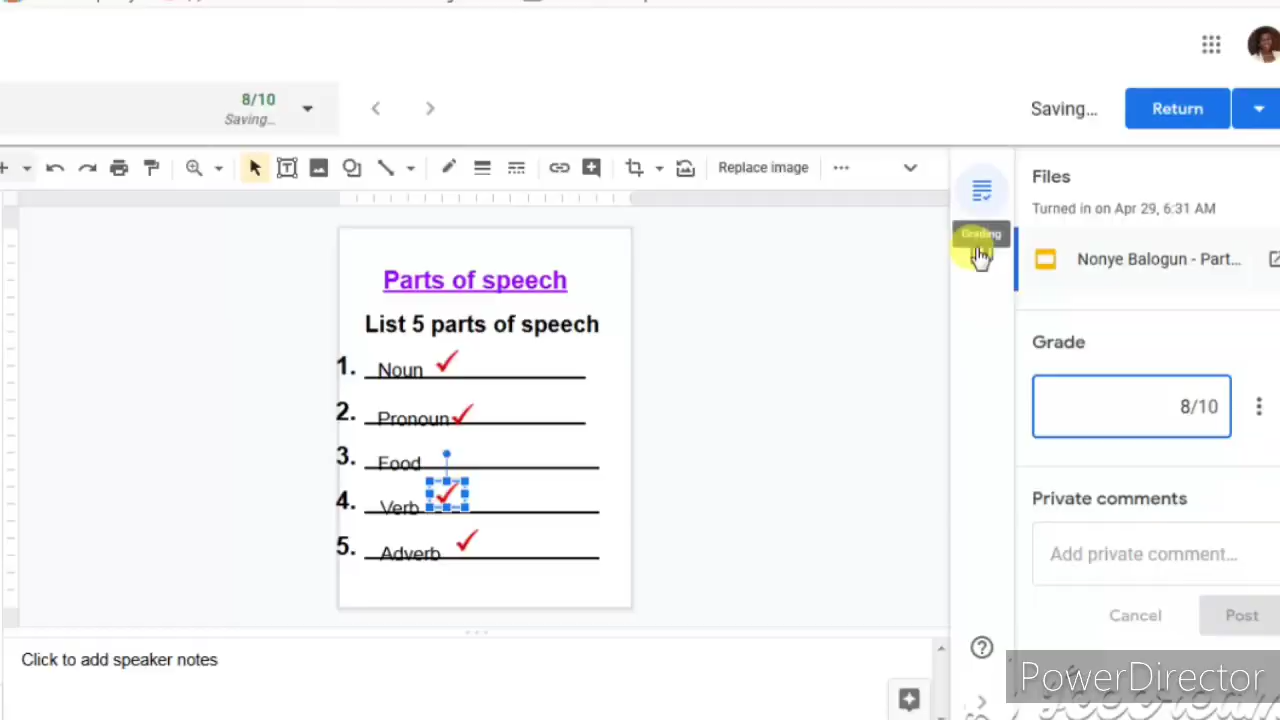 8/10
Saving...
Saving...
Return
Replace image
Files
Turned in on Apr 29, 6:31 AM
Grading
Nonye Balogun - Part...
Parts of speech
List 5 parts of speech
1. Noun
2. Pronoun
3. Food
4. Verb
5. Adverb
Grade
8/10
Private comments
Add private comment...
Cancel
Post
Click to add speaker notes
PowerDirector